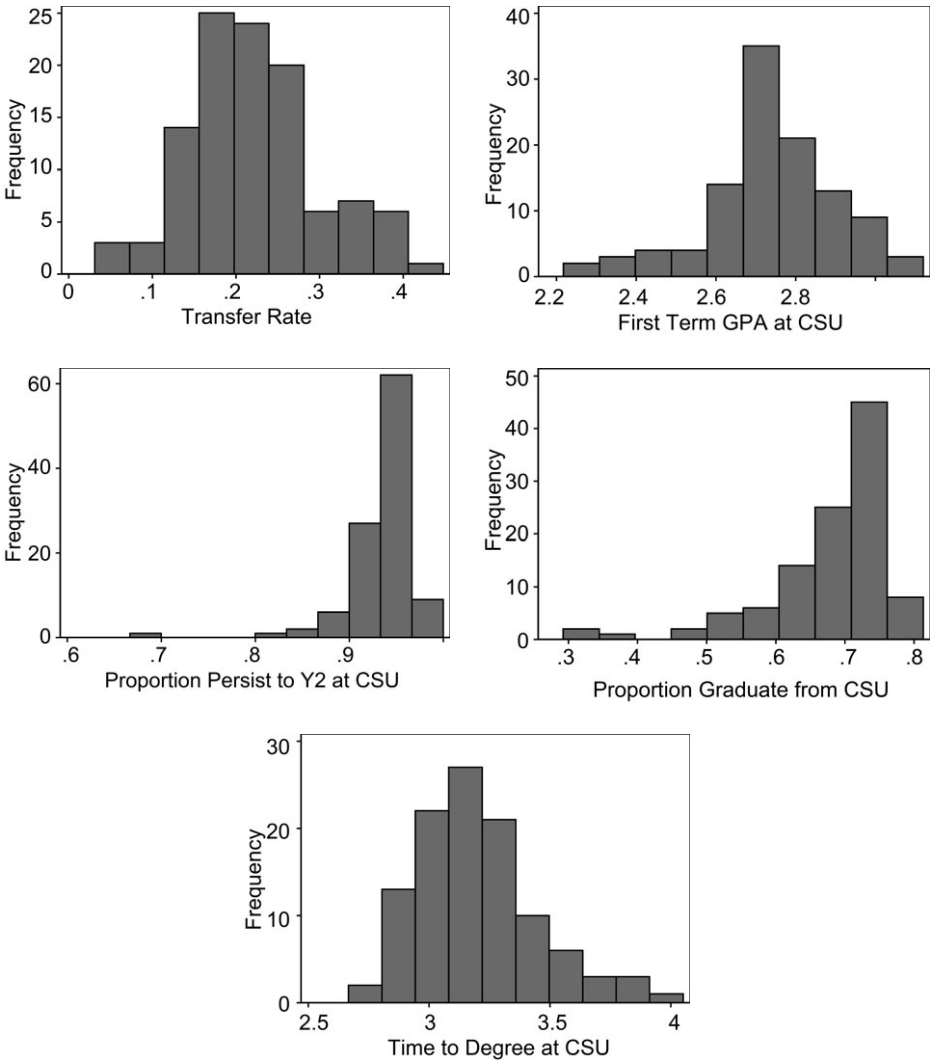 25
20
15
10
5
0
Frequency
0 .1 .2 .3 .4
Transfer Rate
40
30
20
10
0
Frequency
2.2 2.4 2.6 2.8
First Term GPA at CSU
60
40
20
0
Frequency
.6 .7 .8 .9
Proportion Persist to Y2 at CSU
50
40
30
20
10
0
Frequency
.3 .4 .5 .6 .7 .8
Proportion Graduate from CSU
30
20
10
0
Frequency
2.5 3 3.5 4
Time to Degree at CSU